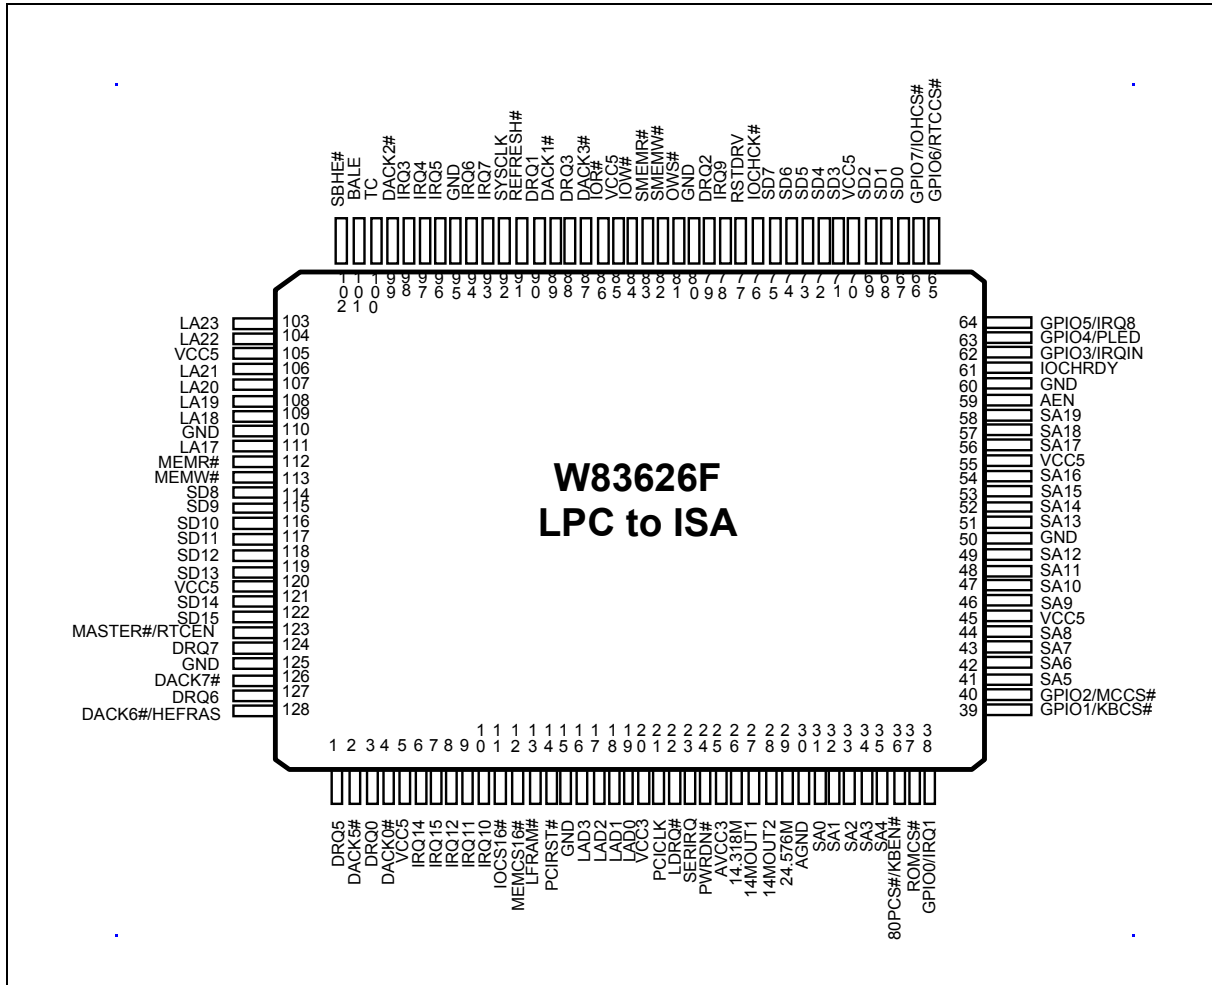 SBHE#
BALE
TC
DACK2#
IRQ3
IRQ4
IRQ5
GND
IRQ6
IRQ7
SYSCLK
REFRESH#
DRQ1
DACK1#
DRQ3
DACK3#
IOR#
VCC5
IOW#
SMEMR#
SMEMW#
OWS#
GND
DRQ2
IRQ9
RSTDRV
IOCHCK#
SD7
SD6
SD5
SD4
SD3
VCC5
SD2
SD1
SD0
GPIO7/IOHCS#
GPIO6/RTCCS#
102
101
100
99
98
97
96
95
94
93
92
91
90
89
88
87
86
85
84
83
82
81
80
79
78
77
76
75
74
73
72
71
70
69
68
67
66
65
LA23 103
LA22 104
VCC5 105
LA21 106
LA20 107
LA19 108
LA18 109
GND 110
LA17 111
MEMR# 112
MEMW# 113
SD8 114
SD9 115
SD10 116
SD11 117
SD12 118
SD13 119
VCC5 120
SD14 121
SD15 122
MASTER#/RTCEN 123
DRQ7 124
GND 125
DACK7# 126
DRQ6 127
DACK6#/HEFRAS 128
W83626F
LPC to ISA
64 GPIO5/IRQ8
63 GPIO4/PLED
62 GPIO3/IRQIN
61 IOCHRDY
60 GND
59 AEN
58 SA19
57 SA18
56 SA17
55 VCC5
54 SA16
53 SA15
52 SA14
51 SA13
50 GND
49 SA12
48 SA11
47 SA10
46 SA9
45 VCC5
44 SA8
43 SA7
42 SA6
41 SA5
40 GPIO2/MCCS#
39 GPIO1/KBCS#
1
2
3
4
5
6
7
8
9
10
11
12
13
14
15
16
17
18
19
20
21
22
23
24
25
26
27
28
29
30
31
32
33
34
35
36
37
38
DRQ5
DACK5#
DRQ0
DACK0#
VCC5
IRQ14
IRQ15
IRQ12
IRQ11
IRQ10
IOCS16#
MEMCS16#
LFRAM#
PCIRST#
GND
LAD3
LAD2
LAD1
LAD0
VCC3
PCICLK
LDRQ#
SERIRQ
PWRDN#
AVCC3
14.318M
14MOUT1
14MOUT2
24.576M
AGND
SA0
SA1
SA2
SA3
SA4
80PCS#/KBEN#
ROMCS#
GPIO0/IRQ1